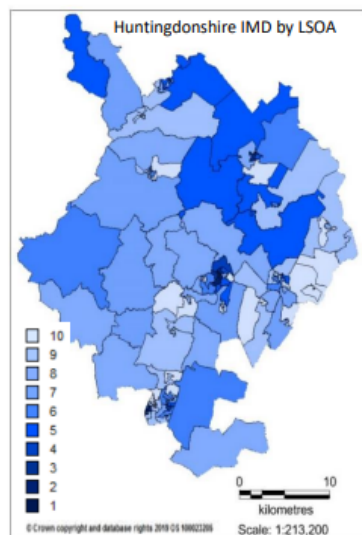 Huntingdonshire IMD by LSOA
10
9
8
7
6
5
4
3
2
1
0 10
kilometres
Scale: 1:213,200
© Crown copyright and database rights 2019 OS 100023205